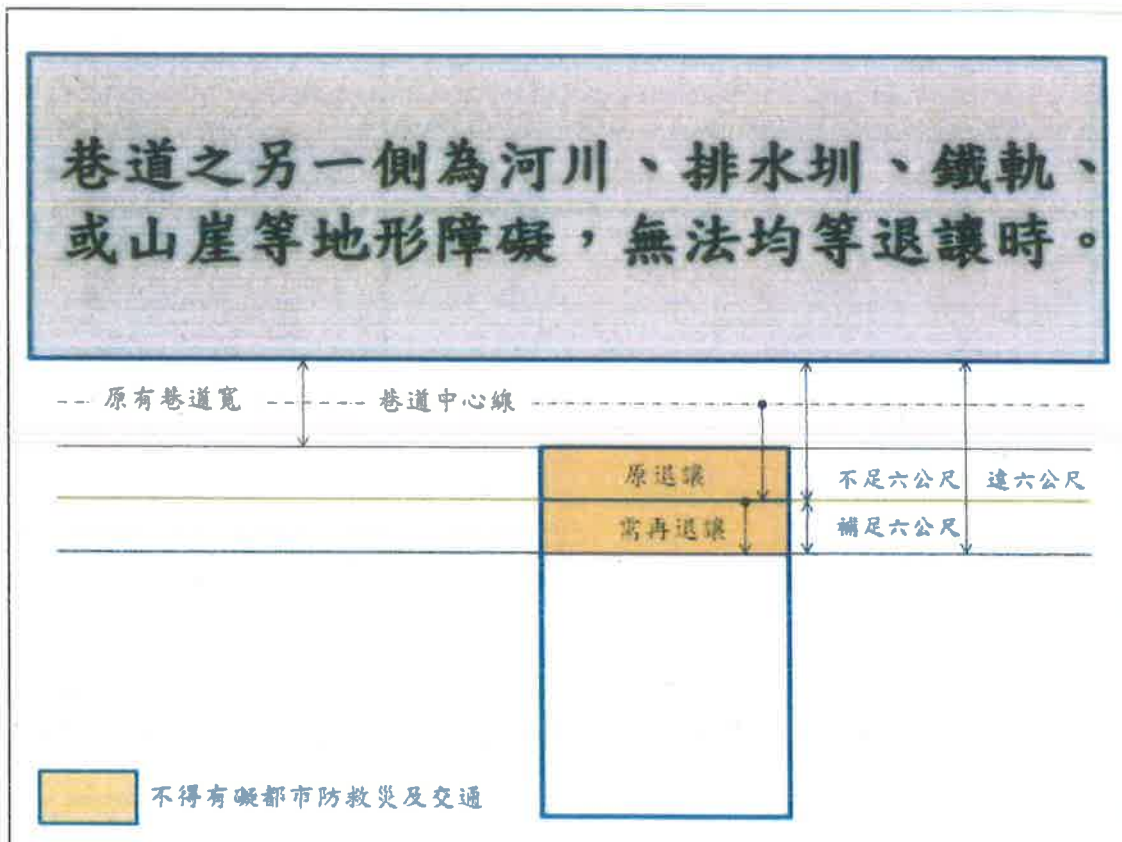 巷道之另一側為河川、排水圳、鐵軌、
或山崖等地形障礙，無法均等退讓時。
原有巷道寬
巷道中心線
原退讓
不足六公尺
達六公尺
需再退讓
補足六公尺
不得有礙都市防救災及交通